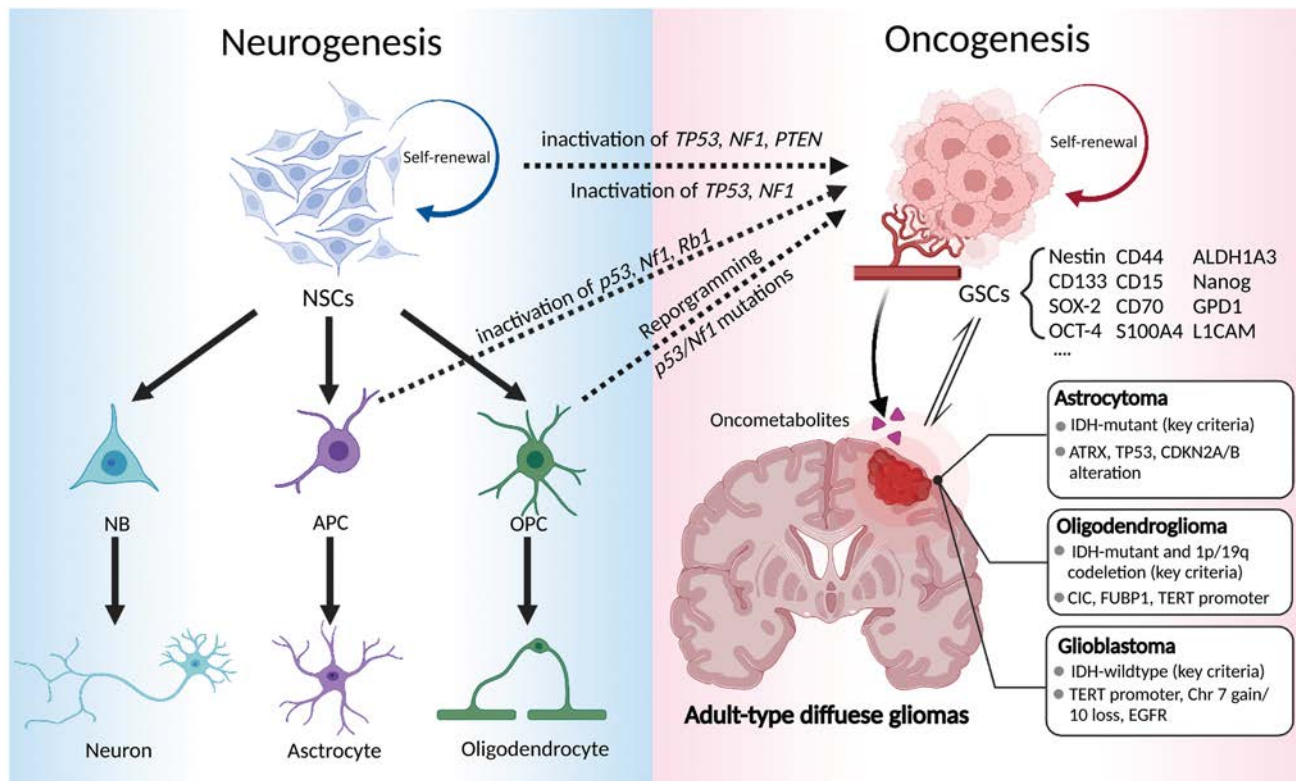 Neurogenesis
Oncogenesis
Self-renewal
inactivation of TP53, NF1, PTEN
Inactivation of TP53, NF1
Self-renewal
inactivation of p53, Nf1, Rb1
Reporgramming
p53/Nf1 mutations
NSCs
GSCs
Nestin CD44 ALDH1A3
CD133 CD15 Nanog
SOX-2 CD70 GPD1
OCT-4 S100A4 L1CAM
....
NB
APC
OPC
Neuron
Asctrocyte
Oligodendrocyte
Oncometabolites
Adult-type diffuese gliomas
Astrocytoma
IDH-mutant (key criteria)
ATRX, TP53, CDKN2A/B
alteration
Oligodendroglioma
IDH-mutant and 1p/19q
codeletion (key criteria)
CIC, FUBP1, TERT promoter
Glioblastoma
IDH-wildtype (key criteria)
TERT promoter, Chr 7 gain/
10 loss, EGFR